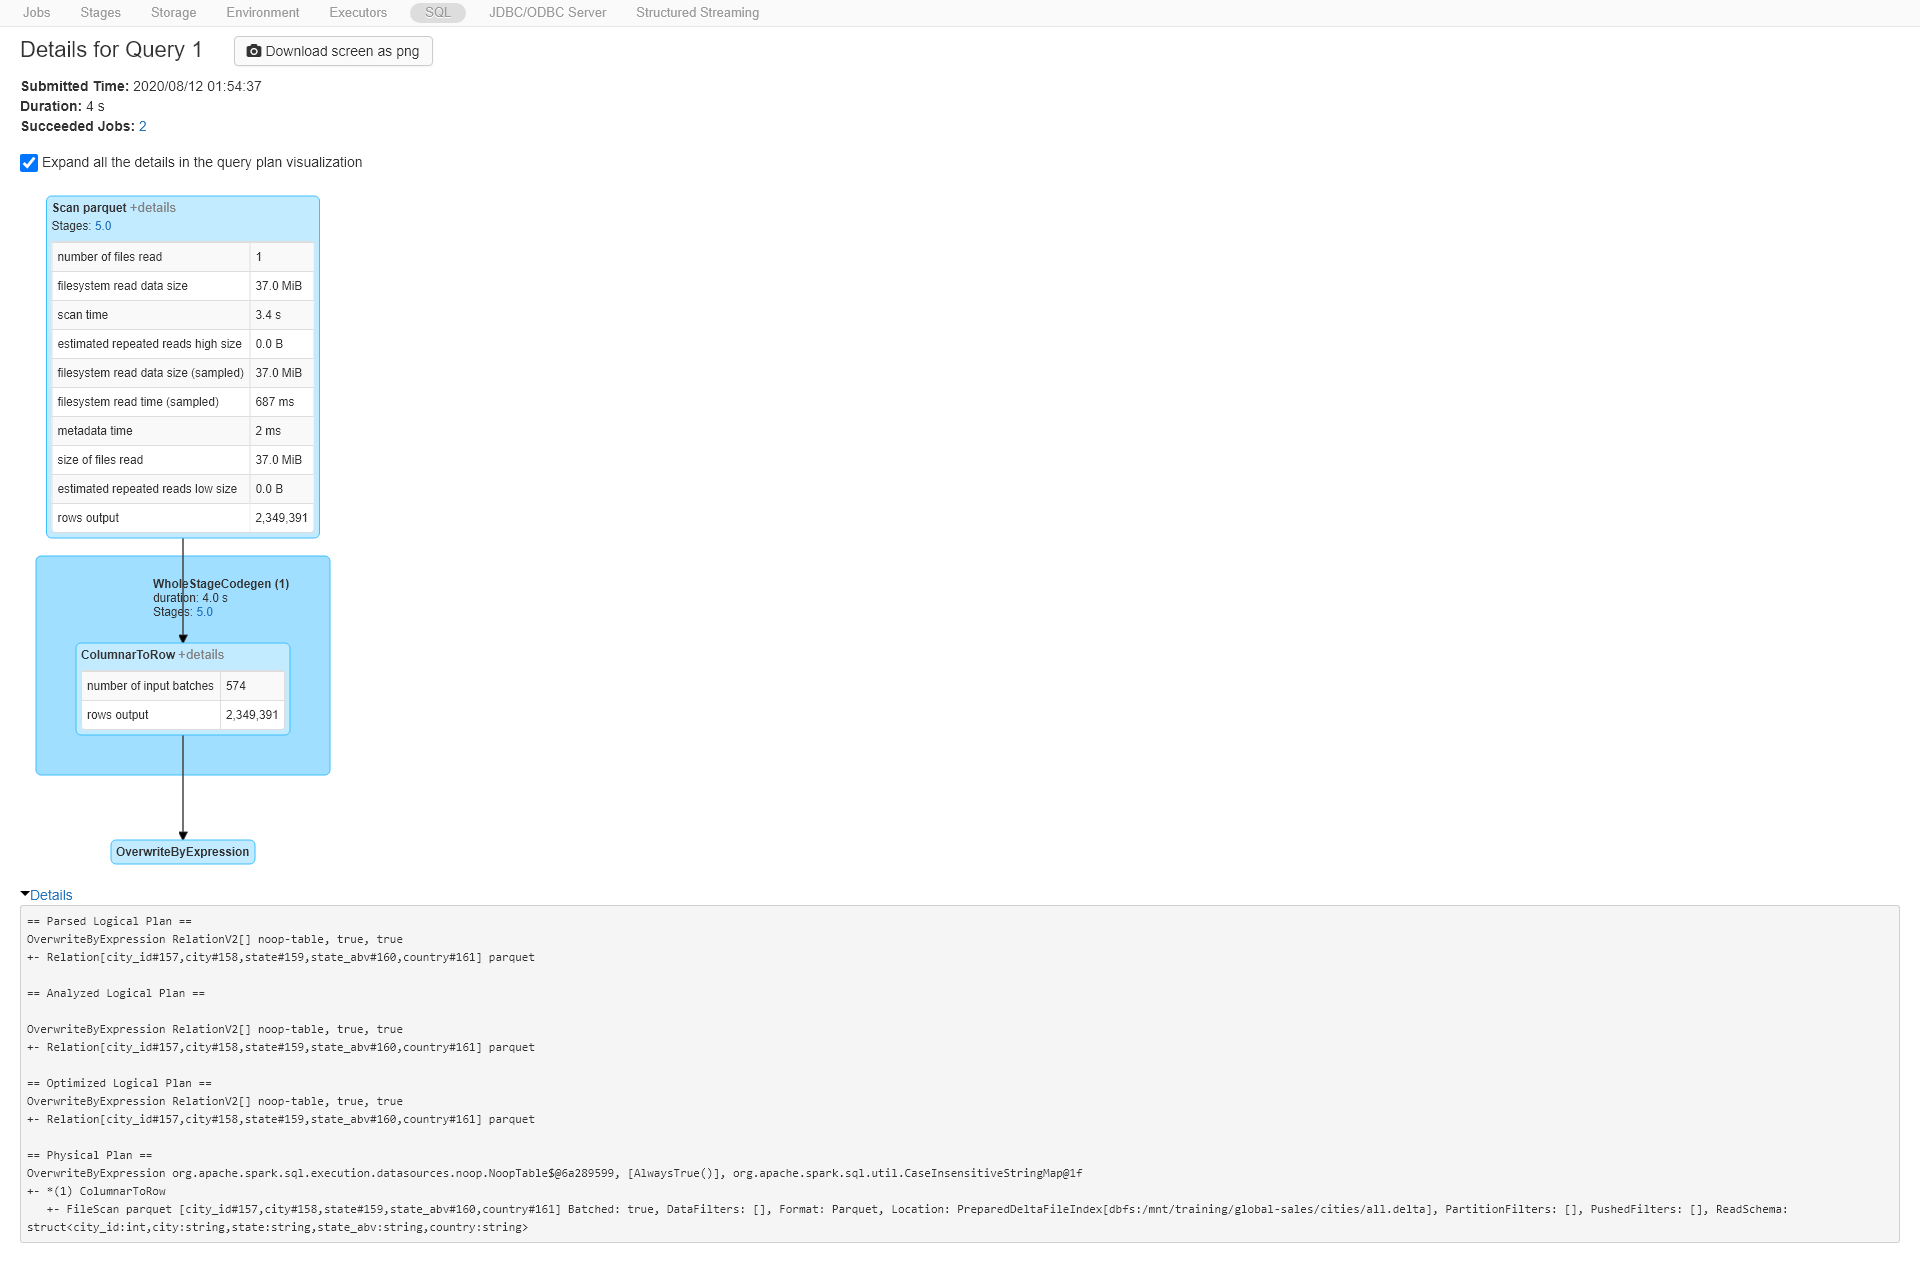 Jobs Stages Storage Environment Executors SQL JDBC/ODBC Server Structured Streaming
Details for Query 1 Download screen as png
Submitted Time: 2020/08/12 01:54:37
Duration: 4 s
Succeeded Jobs: 2
Expand all the details in the query plan visualization
Scan parquet +details
Stages: 5.0
number of files read 1
filesystem read data size 37.0 MiB
scan time 3.4 s
estimated repeated reads high size 0.0 B
filesystem read data size (sampled) 37.0 MiB
filesystem read time (sampled) 687 ms
metadata time 2 ms
size of files read 37.0 MiB
estimated repeated reads low size 0.0 B
rows output 2,349,391
WholeStageCodegen (1)
duration: 4.0 s
Stages: 5.0
ColumnarToRow +details
number of input batches 574
rows output 2,349,391
OverwriteByExpression
Details
== Parsed Logical Plan ==
OverwriteByExpression RelationV2[] noop-table, true, true
+- Relation[city_id#157,city#158,state#159,state_abv#160,country#161] parquet
== Analyzed Logical Plan ==
OverwriteByExpression RelationV2[] noop-table, true, true
+- Relation[city_id#157,city#158,state#159,state_abv#160,country#161] parquet
== Optimized Logical Plan ==
OverwriteByExpression RelationV2[] noop-table, true, true
+- Relation[city_id#157,city#158,state#159,state_abv#160,country#161] parquet
== Physical Plan ==
OverwriteByExpression org.apache.spark.sql.execution.datasources.noop.NoopTable$@6a289599, [AlwaysTrue()], org.apache.spark.sql.util.CaseInsensitiveStringMap@1f
+- *(1) ColumnarToRow
+- FileScan parquet [city_id#157,city#158,state#159,state_abv#160,country#161] Batched: true, DataFilters: [], Format: Parquet, Location: PreparedDeltaFileIndex[dbfs:/mnt/training/global-sales/cities/all.delta], PartitionFilters: [], PushedFilters: [], ReadSchema:
struct<city_id:int,city:string,state:string,state_abv:string,country:string>